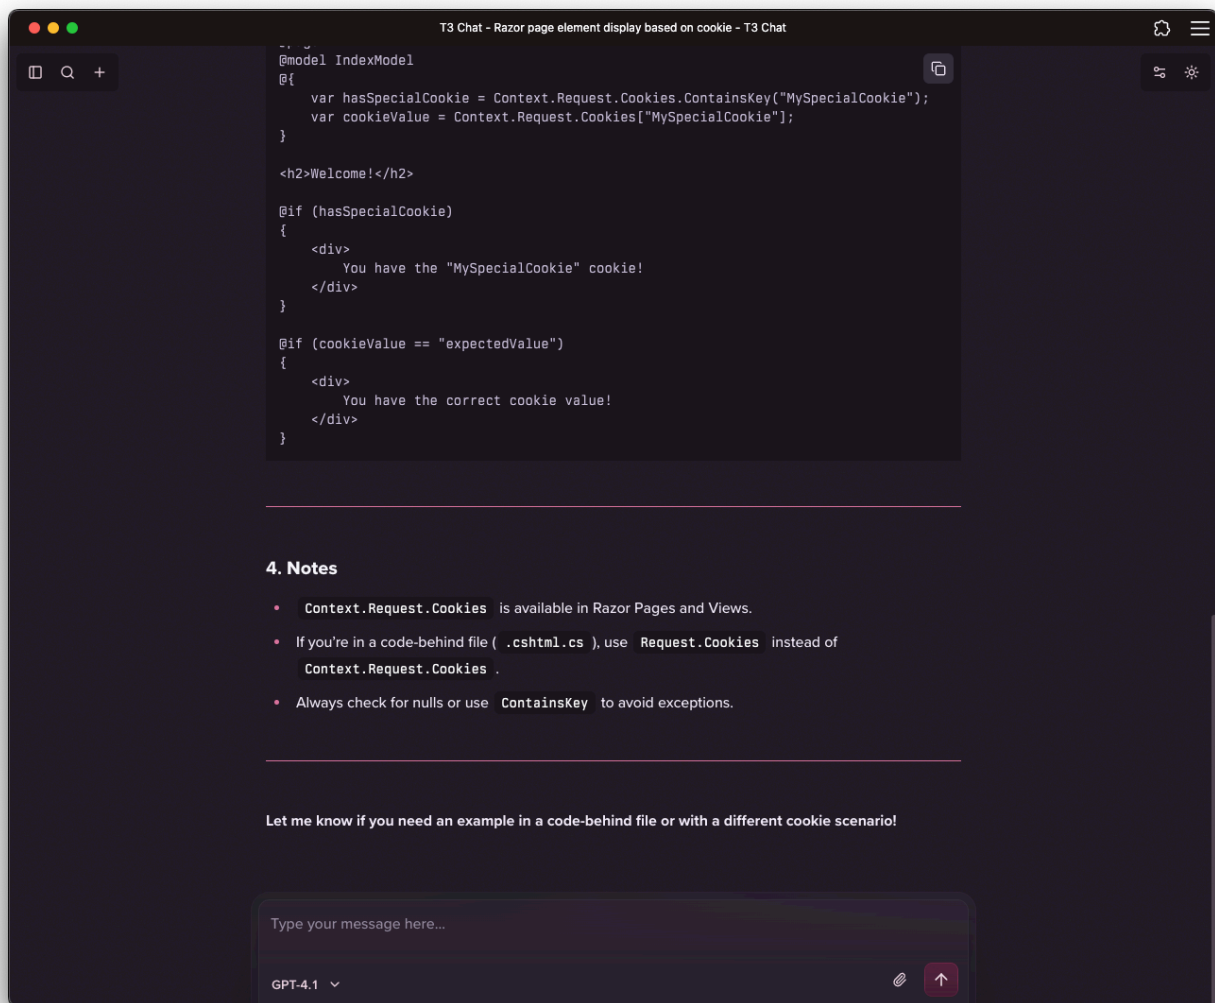 T3 Chat - Razor page element display based on cookie - T3 Chat
@model IndexModel
@{
    var hasSpecialCookie = Context.Request.Cookies.ContainsKey("MySpecialCookie");
    var cookieValue = Context.Request.Cookies["MySpecialCookie"];
}
<h2>Welcome!</h2>
@if (hasSpecialCookie)
{
    <div>
        You have the "MySpecialCookie" cookie!
    </div>
}
@if (cookieValue == "expectedValue")
{
    <div>
        You have the correct cookie value!
    </div>
}
4. Notes
• Context.Request.Cookies is available in Razor Pages and Views.
• If you're in a code-behind file ( .cshtml.cs ), use Request.Cookies instead of
Context.Request.Cookies .
• Always check for nulls or use ContainsKey to avoid exceptions.
Let me know if you need an example in a code-behind file or with a different cookie scenario!
Type your message here...
GPT-4.1